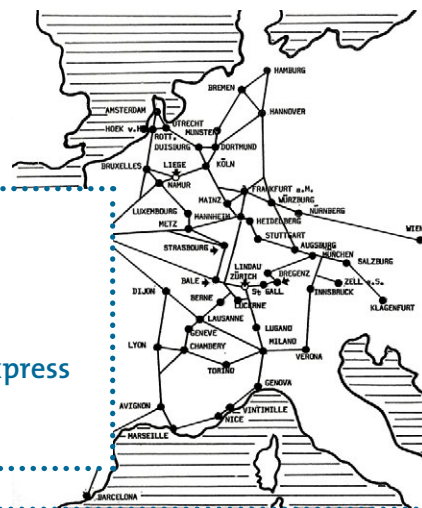 HAMBURG
BREMEN
AMSTERDAM
HANNOVER
HOEK v.H.
UTRECHT
ROTT.
MUNSTER
DUISBURG
DORTMUND
BRUXELLES
LIEGE
KÖLN
NAMUR
FRANKFURT a.M.
MAINZ
WÜRZBURG
LUXEMBOURG
MANNHEIM
HEIDELBERG
NÜRNBERG
METZ
STUTTGART
WIEN
STRASBOURG
AUGSBURG
MÜNCHEN
LINDAU
SALZBURG
BALE
ZÜRICH
BREGENZ
DIJON
St GALL
ZELL a.S.
BERNE
LUCERNE
INNSBRUCK
KLAGENFURT
LAUSANNE
GENEVE
LUGANO
LYON
CHAMBERY
MILANO
VERONA
xpress
TORINO
GENOVA
AVIGNON
VINTIMILLE
NICE
MARSEILLE
BARCELONA